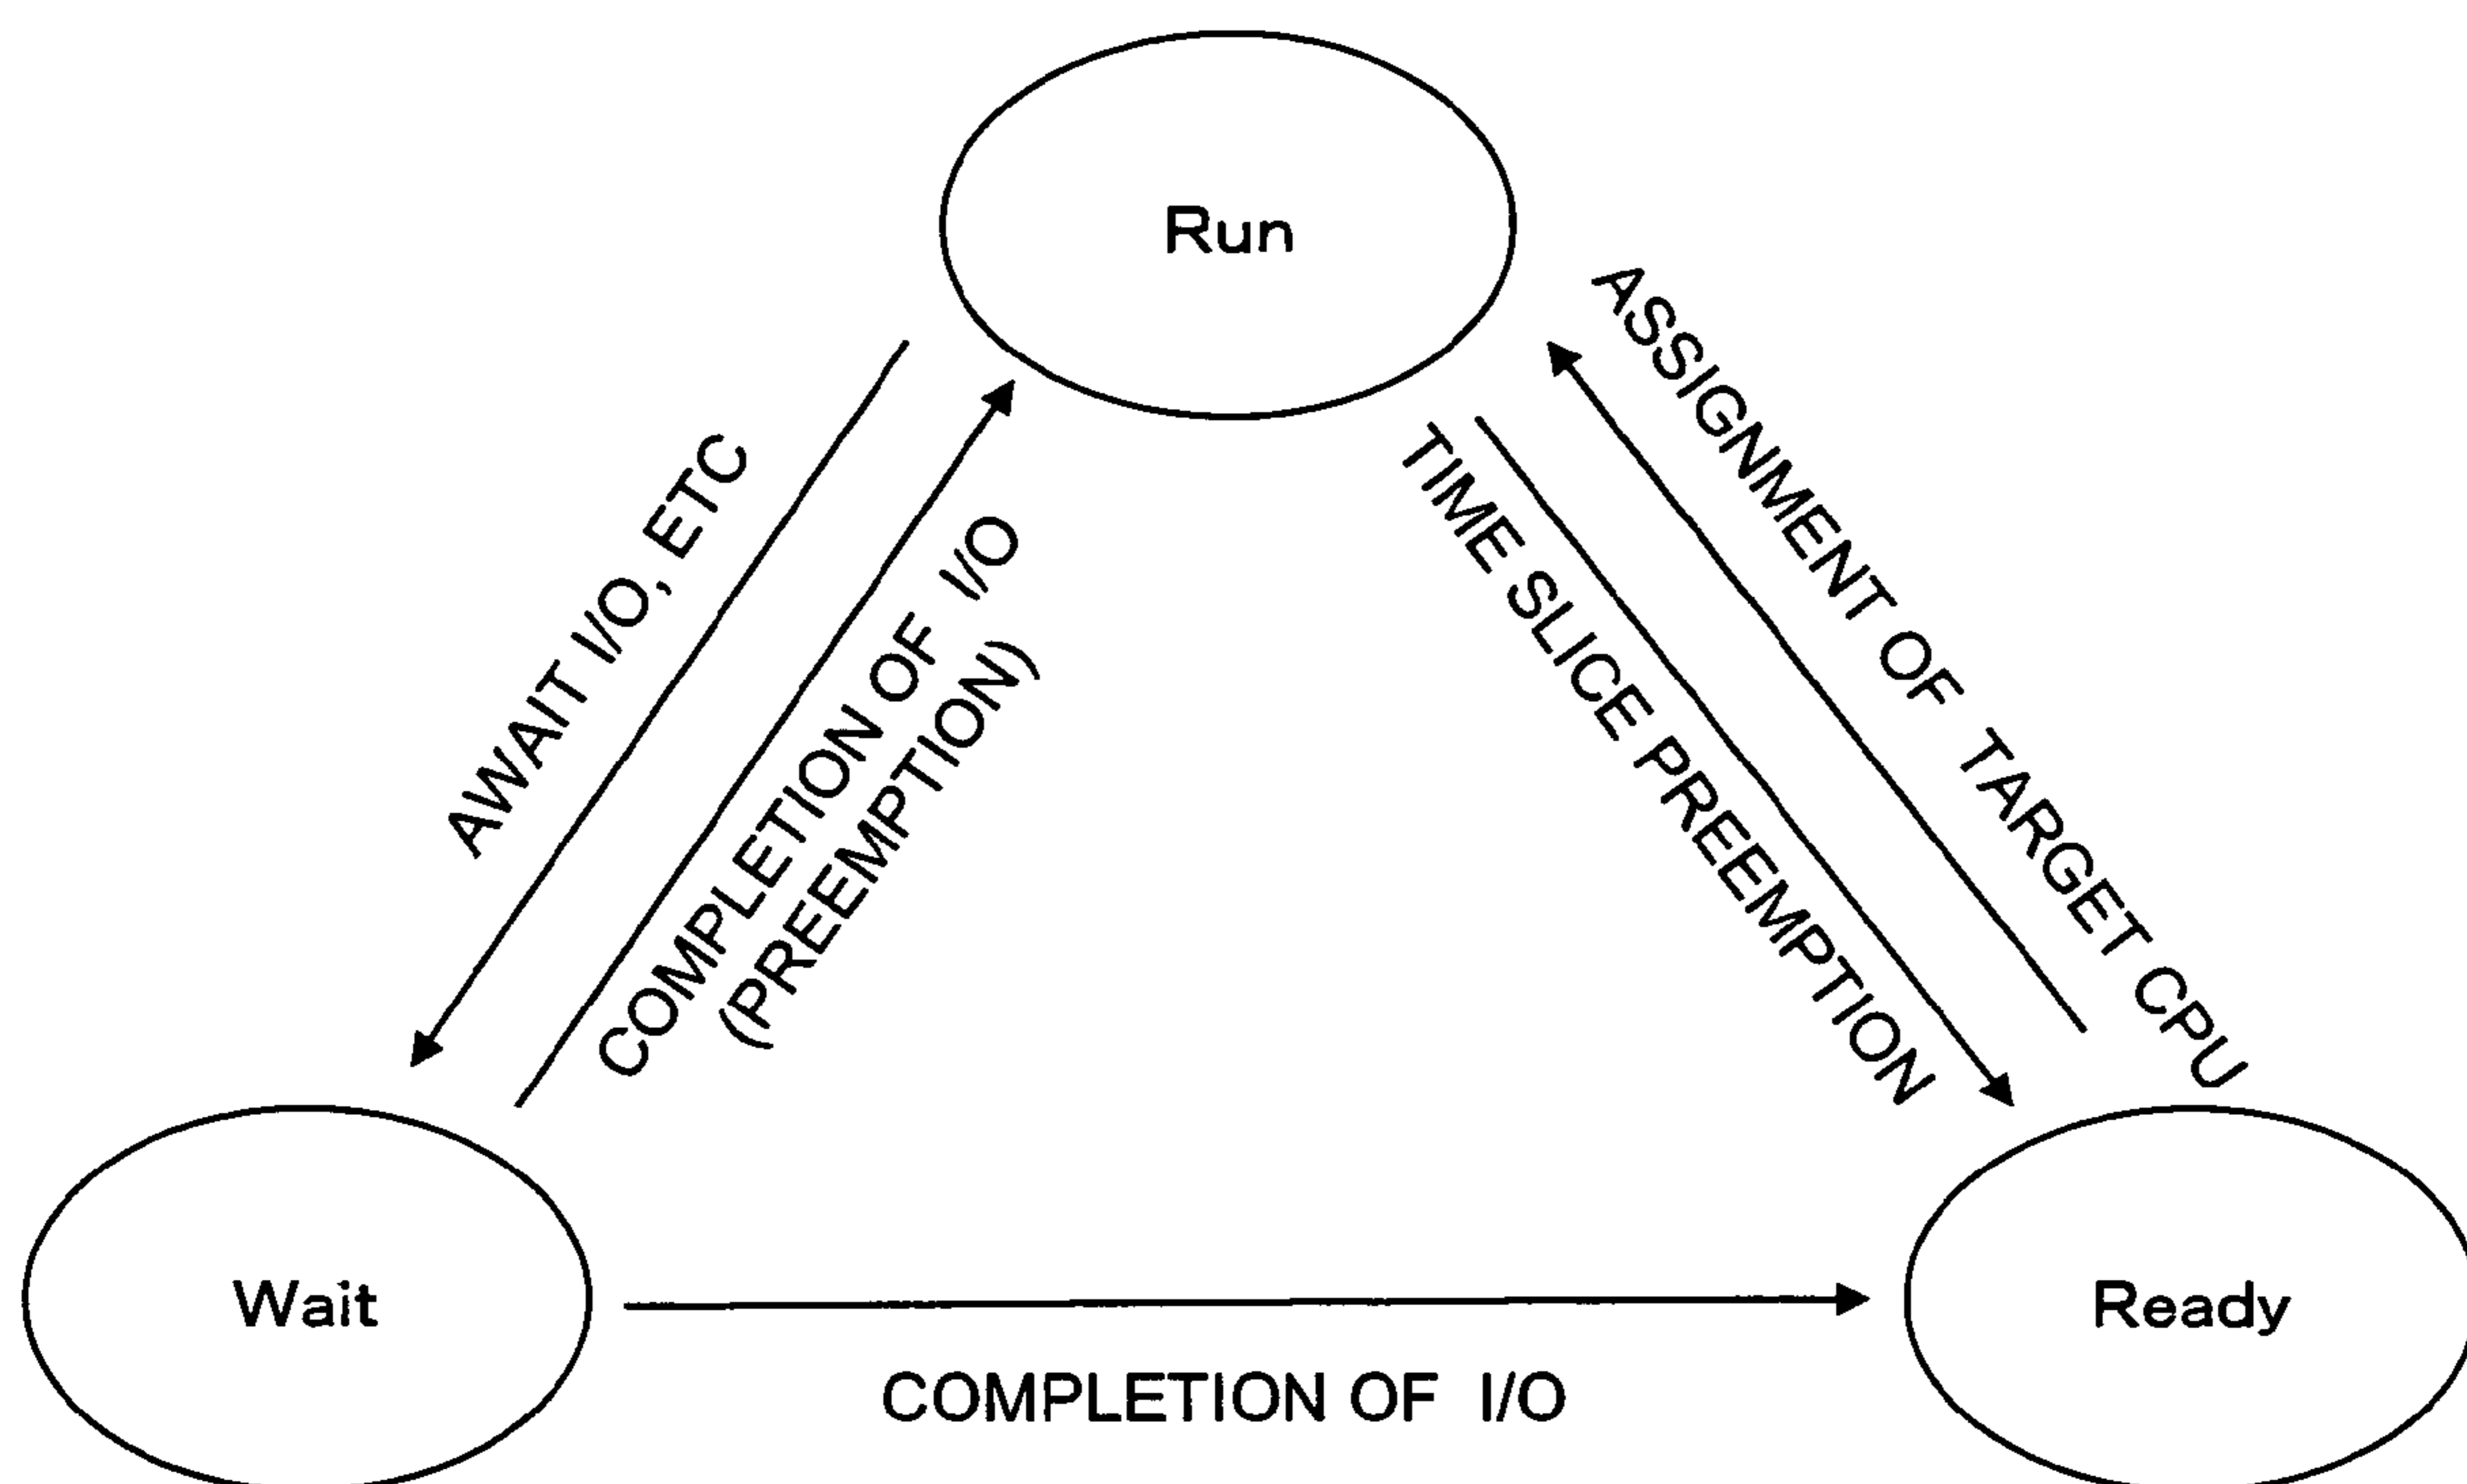 Run
ASSIGNMENT OF TARGET CPU
TIME SLICE PREEMPTION
AWAIT I/O, ETC
COMPLETION OF I/O
(PREEMPTION)
Wait
Ready
COMPLETION OF I/O